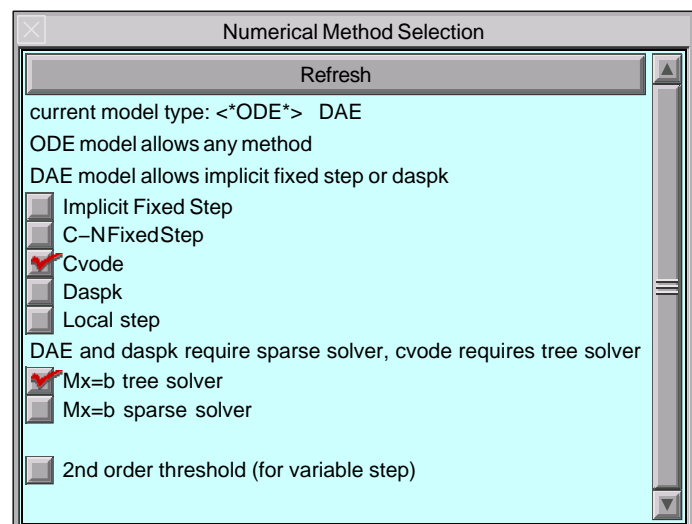 Numerical Method Selection
Refresh
current model type: <*ODE*> DAE
ODE model allows any method
DAE model allows implicit fixed step or daspk
Implicit Fixed Step
C−NFixedStep
Cvode
Daspk
Local step
DAE and daspk require sparse solver, cvode requires tree solver
Mx=b tree solver
Mx=b sparse solver
2nd order threshold (for variable step)